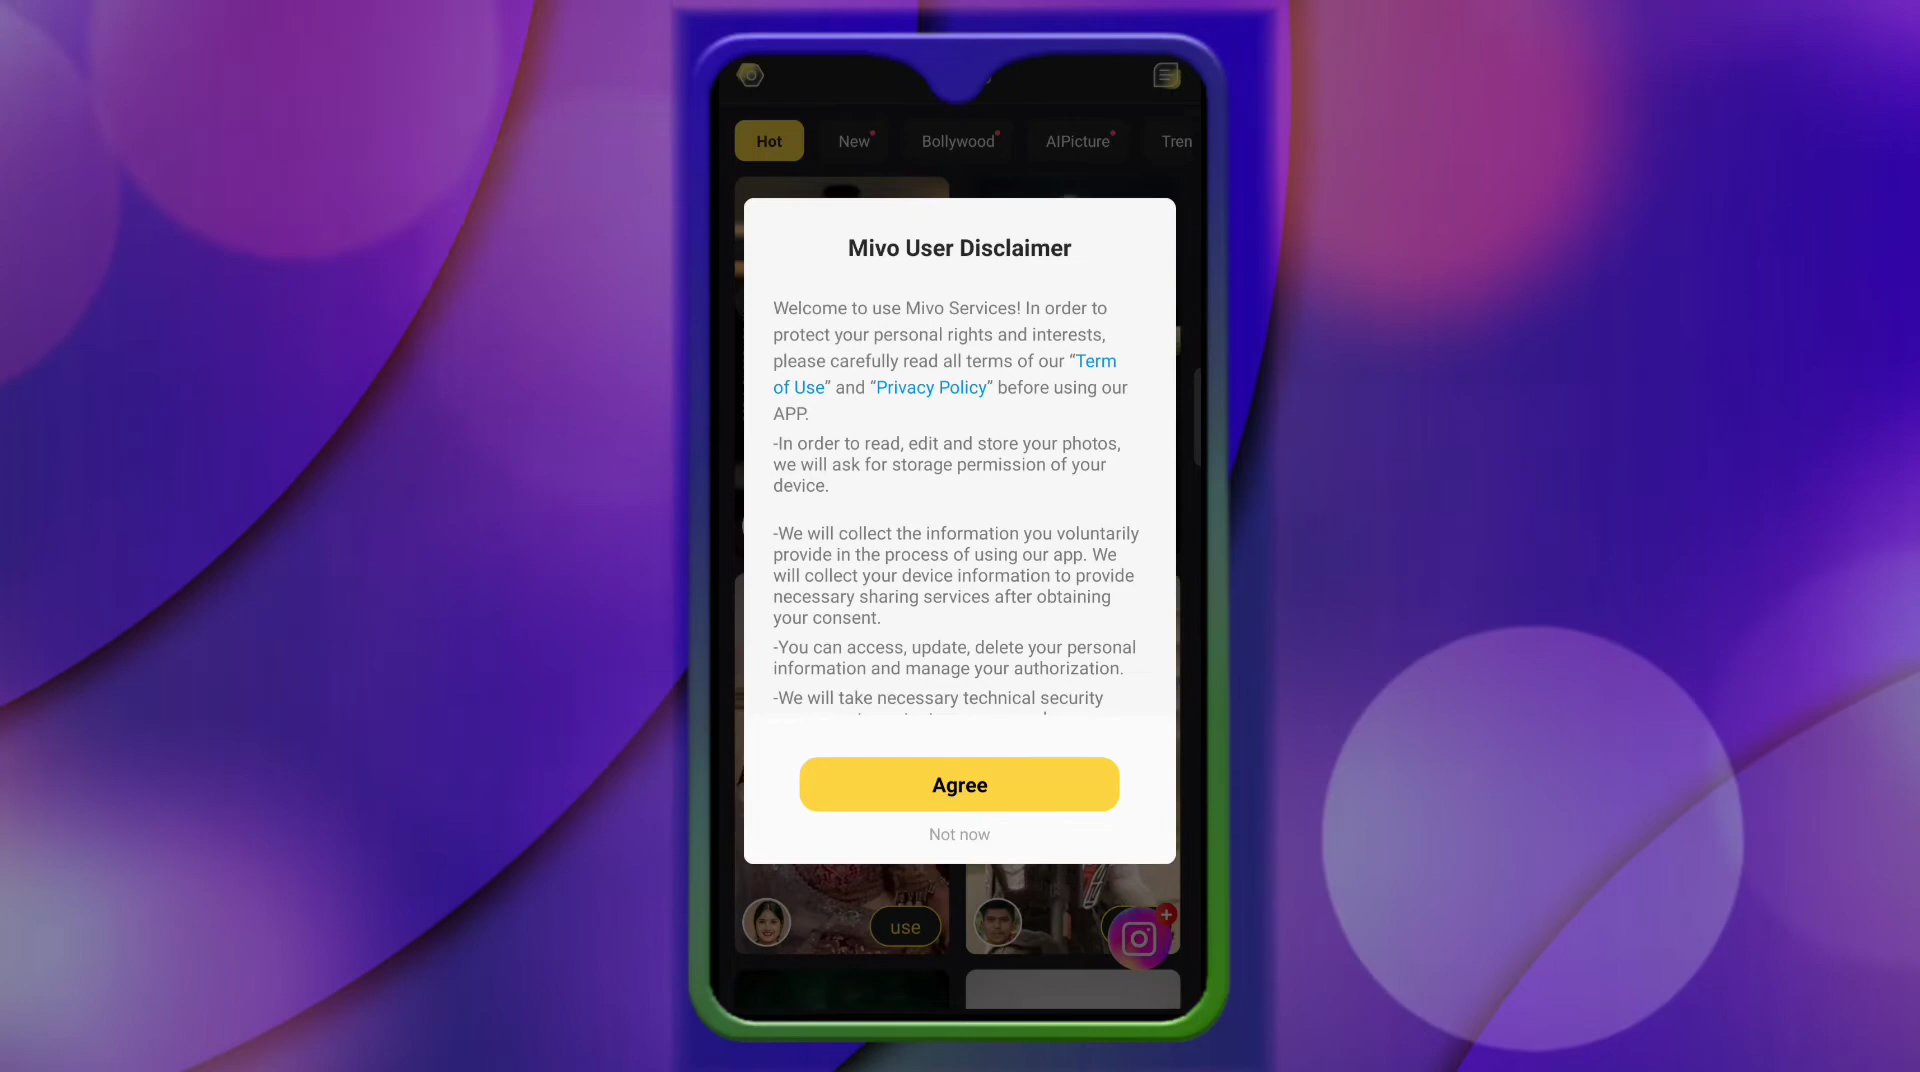 Hot New Bollywood AIPicture Tren
Mivo User Disclaimer
Welcome to use Mivo Services! In order to
protect your personal rights and interests,
please carefully read all terms of our “Term
of Use” and “Privacy Policy” before using our
APP.
-In order to read, edit and store your photos,
we will ask for storage permission of your
device.
-We will collect the information you voluntarily
provide in the process of using our app. We
will collect your device information to provide
necessary sharing services after obtaining
your consent.
-You can access, update, delete your personal
information and manage your authorization.
-We will take necessary technical security
Agree
Not now
use